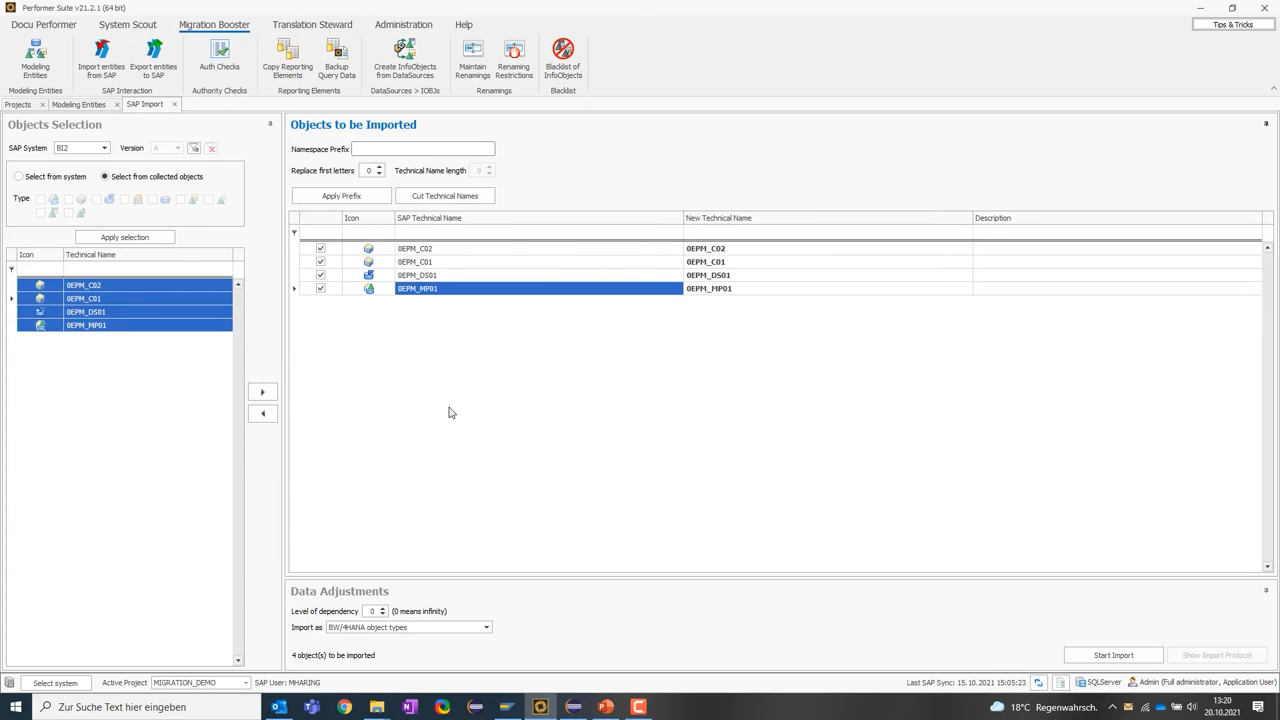 Performer Suite v21.2.1 (64 bit)
Docu Performer System Scout Migration Booster Translation Steward Administration Help
Tips & Tricks
Modeling Entities
Import entities from SAP
Export entities to SAP
Auth Checks
Copy Reporting Elements
Backup Query Data
Create InfoObjects from DataSources
Maintain Renamings
Renaming Restrictions
Blacklist of InfoObjects
Modeling Entities SAP Interaction Authority Checks Reporting Elements DataSources > IOBJs Renamings Blacklist
Projects Modeling Entities SAP Import
Objects Selection
SAP System BI2 Version A
Select from system Select from collected objects
Type
Apply selection
Icon Technical Name
0EPM_C02
0EPM_C01
0EPM_DS01
0EPM_MP01
Objects to be Imported
Namespace Prefix
Replace first letters 0 Technical Name length 9
Apply Prefix Cut Technical Names
Icon SAP Technical Name New Technical Name Description
0EPM_C02 0EPM_C02
0EPM_C01 0EPM_C01
0EPM_DS01 0EPM_DS01
0EPM_MP01 0EPM_MP01
Data Adjustments
Level of dependency 0 (0 means infinity)
Import as BW/4HANA object types
4 object(s) to be imported
Start Import Show Import Protocol
Select system Active Project MIGRATION_DEMO SAP User: MHARING Last SAP Sync: 15.10.2021 15:05:23 SQLServer Admin (Full administrator, Application User)
Zur Suche Text hier eingeben
18°C Regenwahrsch.
13:20
20.10.2021